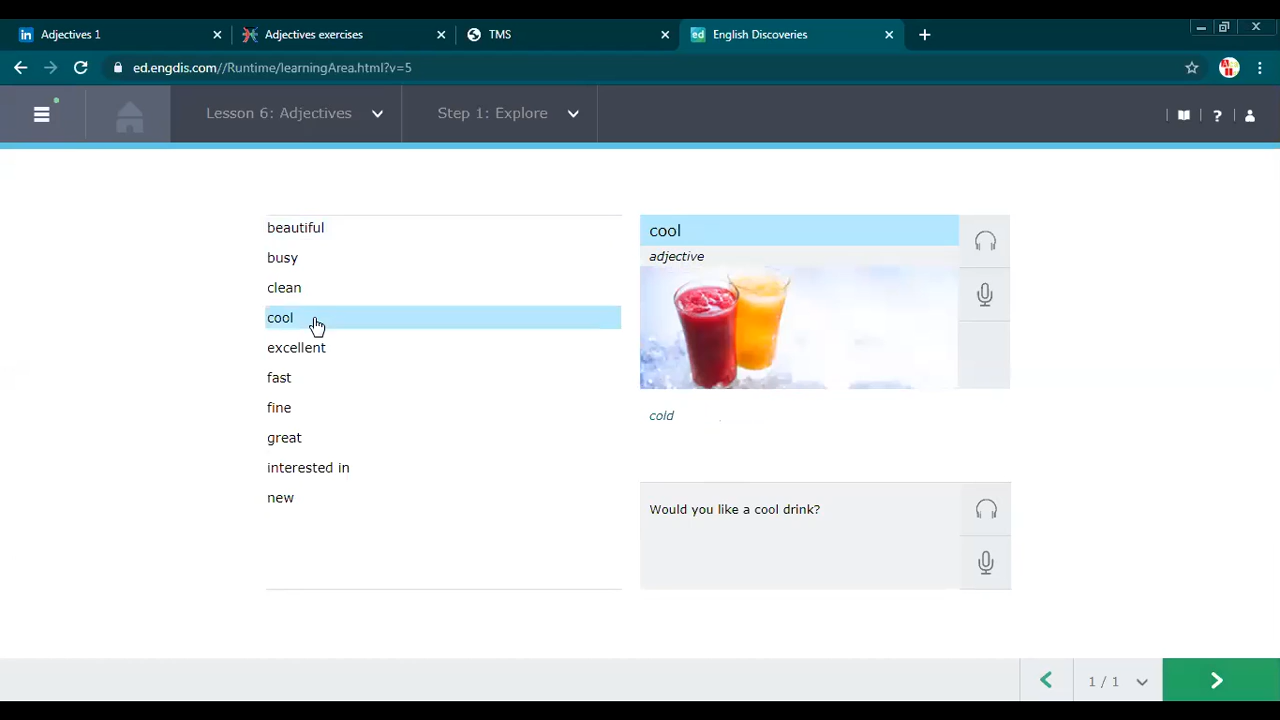 Adjectives 1
Adjectives exercises
TMS
ed English Discoveries
ed.engdis.com//Runtime/learningArea.html?v=5
Lesson 6: Adjectives
Step 1: Explore
beautiful
busy
clean
cool
excellent
fast
fine
great
interested in
new
cool
adjective
cold
Would you like a cool drink?
1 / 1